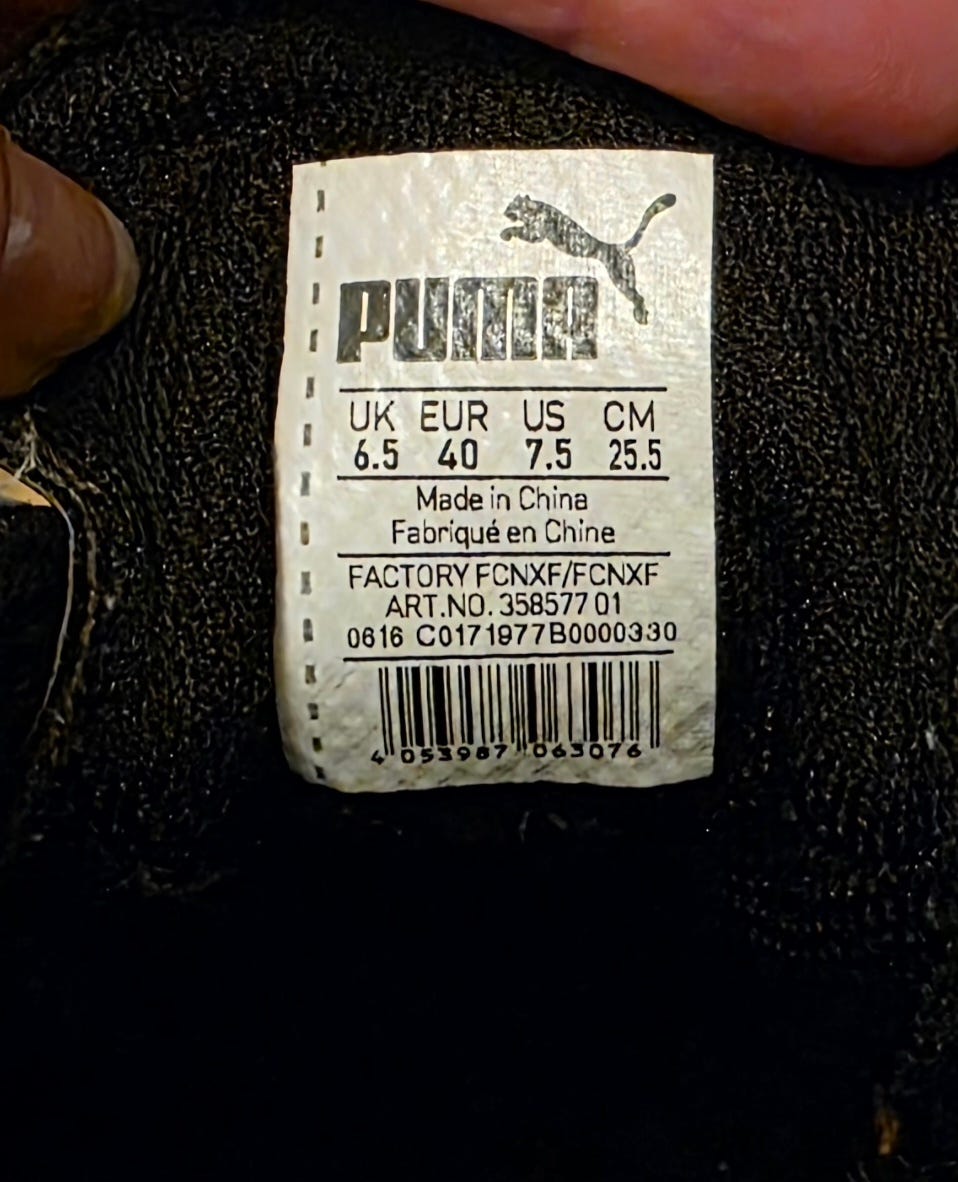 PUMA
UK EUR US CM
6.5 40 7.5 25.5
Made in China
Fabriqué en Chine
FACTORY FCNXF/FCNXF
ART.NO. 358577 01
0616 C0171977B0000330
4 053987 063076